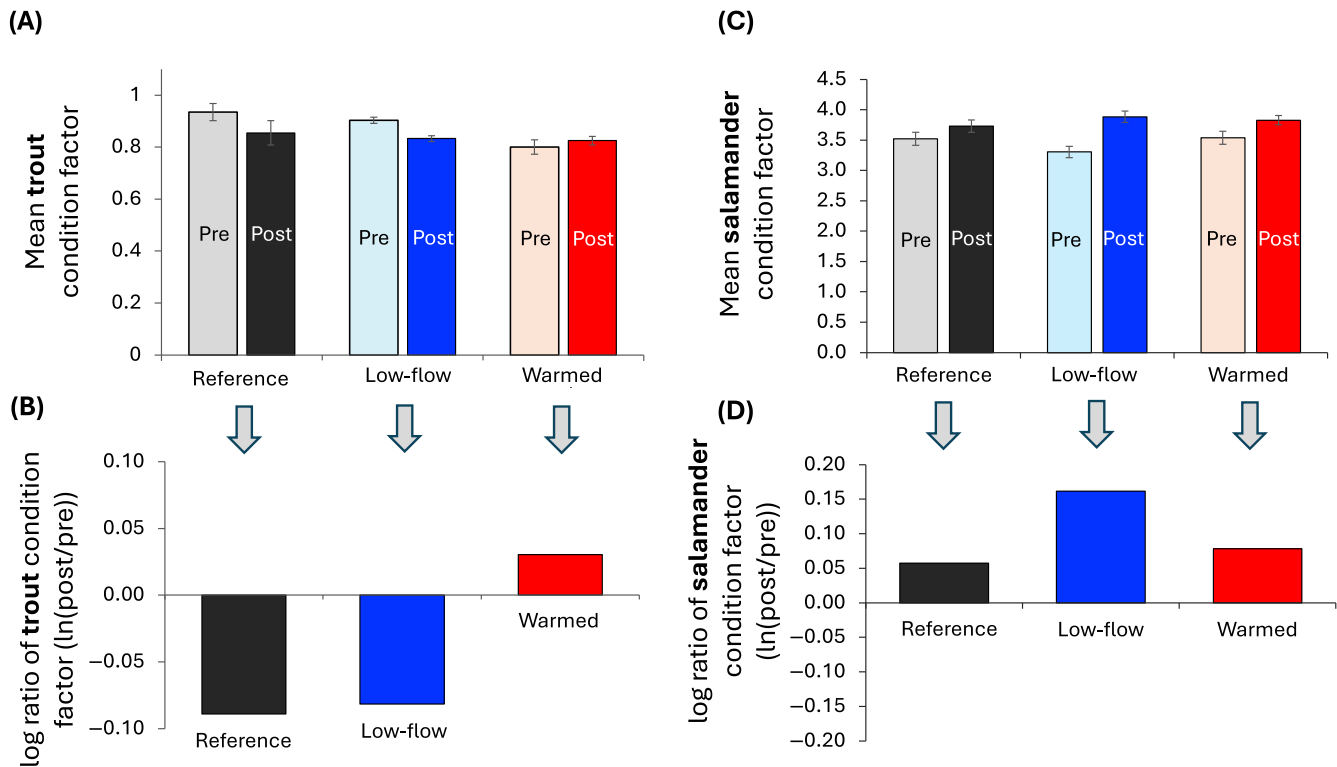 (A)
Mean trout
condition factor
1
0.8
0.6
0.4
0.2
0
Pre
Post
Pre
Post
Pre
Post
Reference
Low-flow
Warmed
(B)
log ratio of trout condition
factor (ln(post/pre))
0.10
0.05
0.00
−0.05
−0.10
Reference
Low-flow
Warmed
(C)
Mean salamander
condition factor
4.5
4.0
3.5
3.0
2.5
2.0
1.5
1.0
0.5
0.0
Pre
Post
Pre
Post
Pre
Post
Reference
Low-flow
Warmed
(D)
log ratio of salamander
condition factor
(ln(post/pre))
0.20
0.15
0.10
0.05
0.00
−0.05
−0.10
−0.15
−0.20
Reference
Low-flow
Warmed